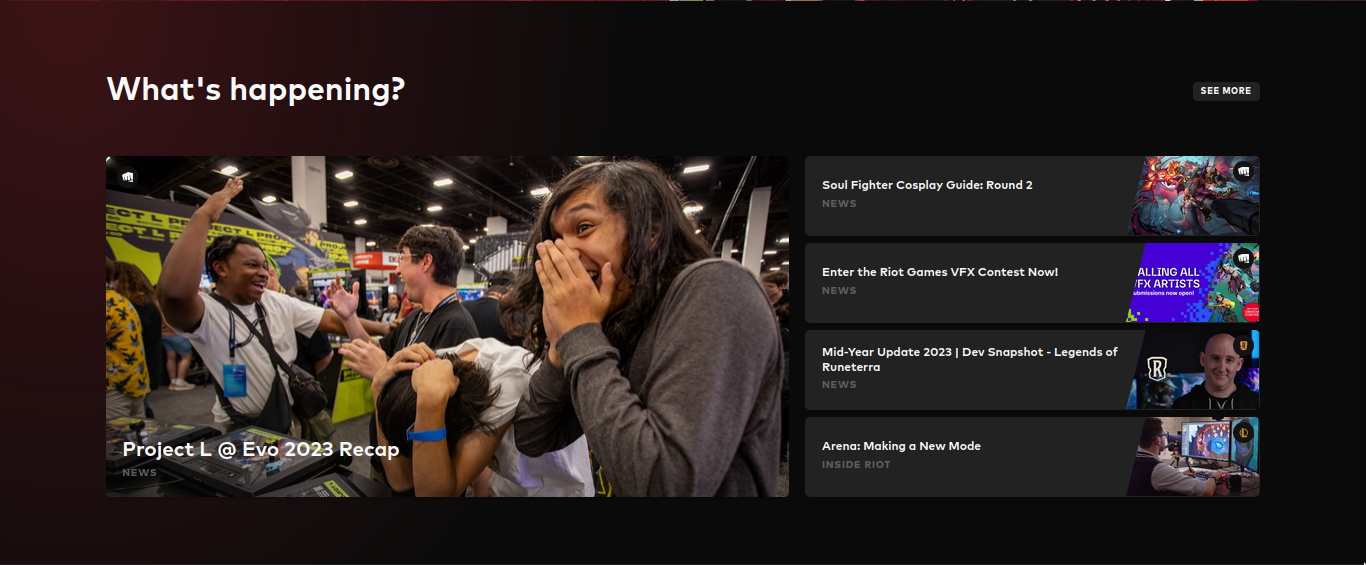 What's happening?
SEE MORE
PROJECT L
Project L @ Evo 2023 Recap
NEWS
Soul Fighter Cosplay Guide: Round 2
NEWS
Enter the Riot Games VFX Contest Now!
NEWS
ALLING ALL
FX ARTISTS
ubmissions now open!
Mid-Year Update 2023 | Dev Snapshot - Legends of
Runeterra
NEWS
R
Arena: Making a New Mode
INSIDE RIOT